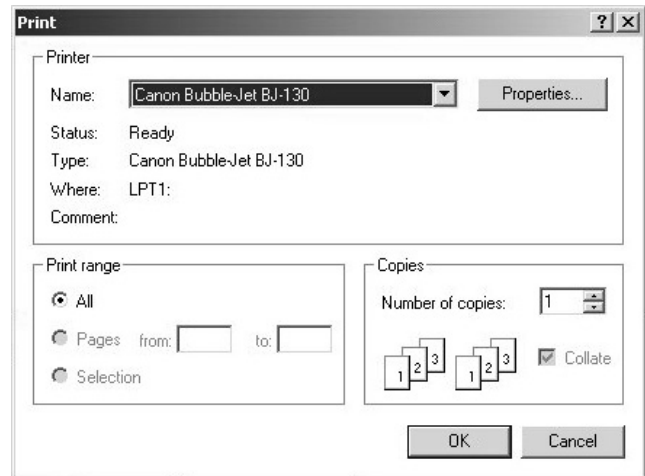 Print
Printer
Name: Canon Bubble-Jet BJ-130 Properties...
Status: Ready
Type: Canon Bubble-Jet BJ-130
Where: LPT1:
Comment:
Print range
All
Pages from: to:
Selection
Copies
Number of copies: 1
1 2 3 1 2 3 Collate
OK Cancel